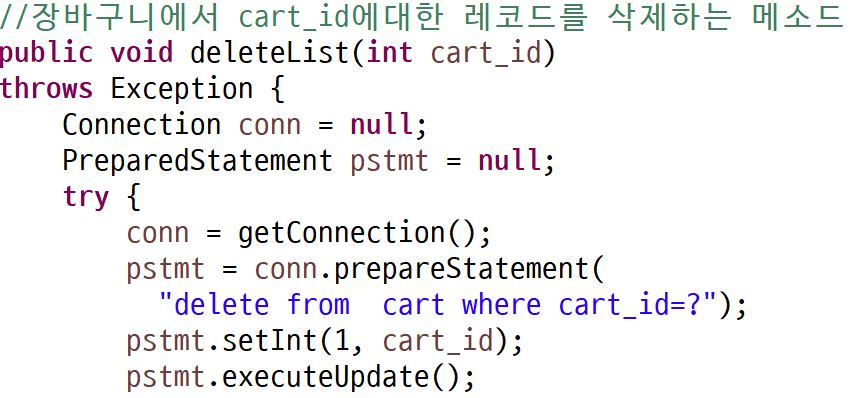 //장바구니에서 cart_id에대한 레코드를 삭제하는 메소드
public void deleteList(int cart_id)
throws Exception {
    Connection conn = null;
    PreparedStatement pstmt = null;
    try {
        conn = getConnection();
        pstmt = conn.prepareStatement(
          "delete from  cart where cart_id=?");
        pstmt.setInt(1, cart_id);
        pstmt.executeUpdate();